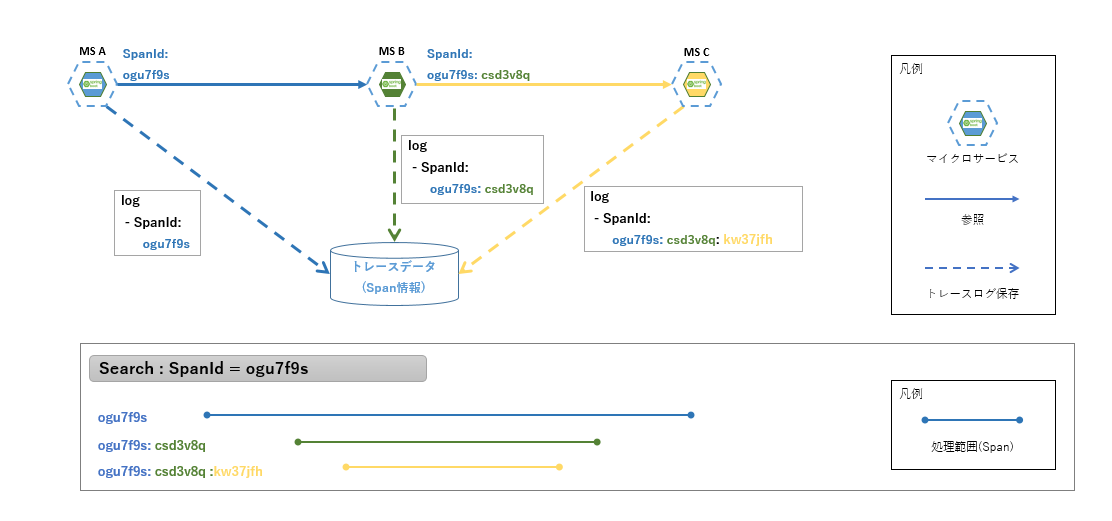 MS A
SpanId:
ogu7f9s
MS B
SpanId:
ogu7f9s: csd3v8q
MS C
log
- SpanId:
ogu7f9s
log
- SpanId:
ogu7f9s: csd3v8q
log
- SpanId:
ogu7f9s: csd3v8q: kw37jfh
トレースデータ
(Span情報)
凡例
マイクロサービス
参照
トレースログ保存
Search : SpanId = ogu7f9s
ogu7f9s
ogu7f9s: csd3v8q
ogu7f9s: csd3v8q :kw37jfh
凡例
処理範囲(Span)